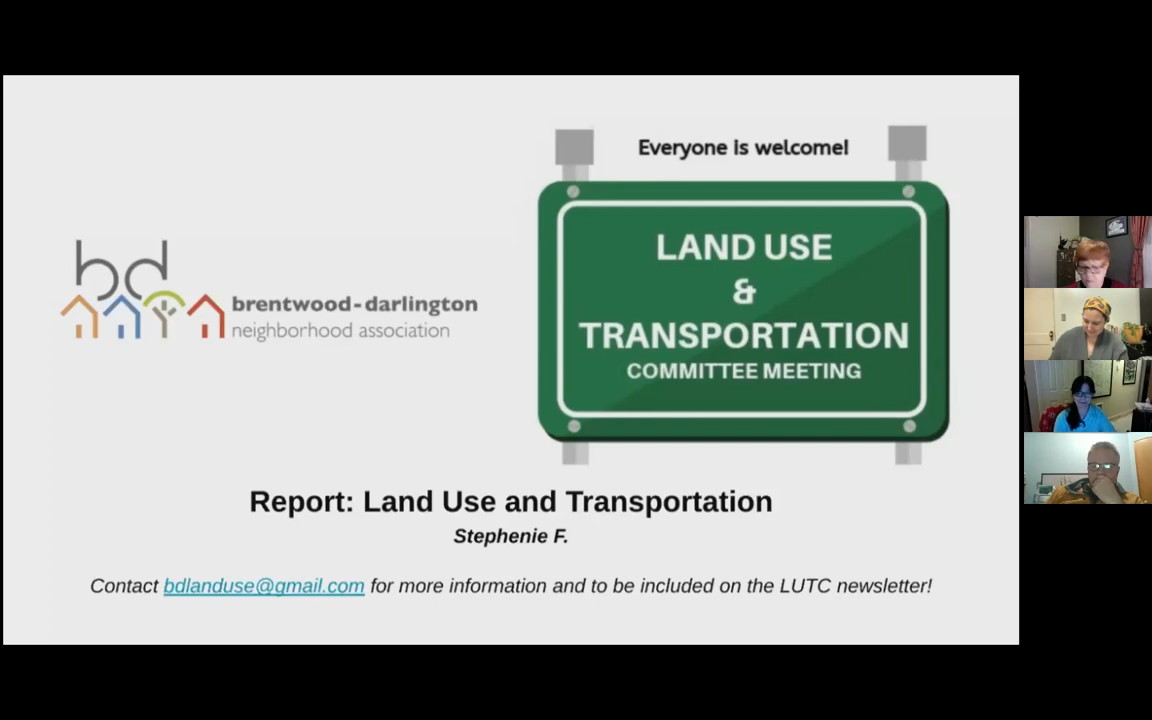 Everyone is welcome!
LAND USE
&
TRANSPORTATION
COMMITTEE MEETING
bd
brentwood-darlington
neighborhood association
Report: Land Use and Transportation
Stephenie F.
Contact bdlanduse@gmail.com for more information and to be included on the LUTC newsletter!